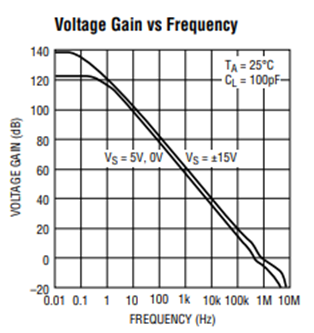 Voltage Gain vs Frequency
140
120
100
80
60
40
20
0
–20
VOLTAGE GAIN (dB)
TA = 25°C
CL = 100pF
VS = 5V, 0V
VS = ±15V
0.01 0.1 1 10 100 1k 10k 100k 1M 10M
FREQUENCY (Hz)